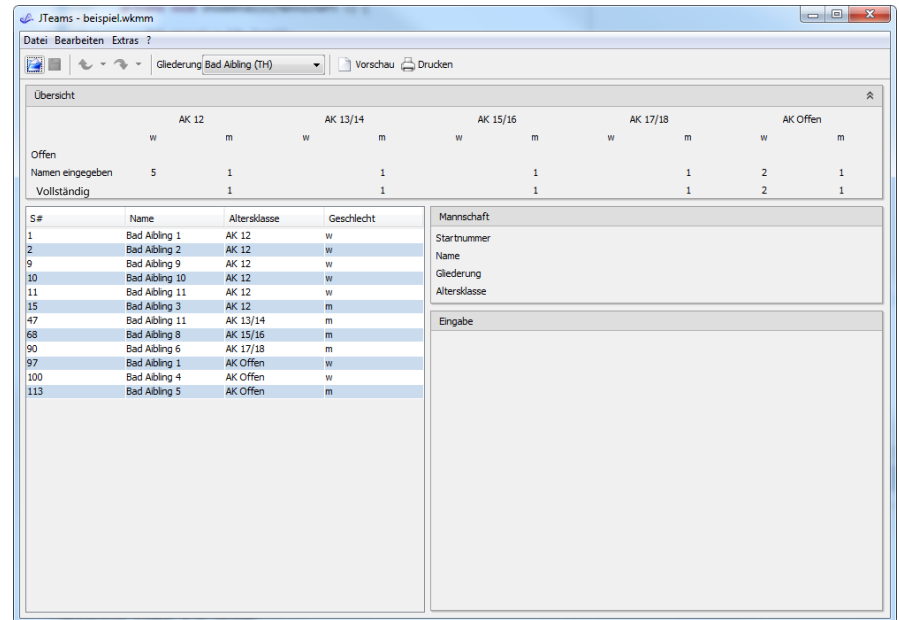 JTeams - beispiel.wkmm
Datei Bearbeiten Extras ?
Gliederung Bad Aibling (TH) Vorschau Drucken
Übersicht
AK 12 AK 13/14 AK 15/16 AK 17/18 AK Offen
w m w m w m w m w m
Offen
Namen eingegeben 5 1 1 1 1 2 1
Vollständig 1 1 1 1 2 1
S# Name Altersklasse Geschlecht
1 Bad Aibling 1 AK 12 w
2 Bad Aibling 2 AK 12 w
9 Bad Aibling 9 AK 12 w
10 Bad Aibling 10 AK 12 w
11 Bad Aibling 11 AK 12 w
15 Bad Aibling 3 AK 12 m
47 Bad Aibling 11 AK 13/14 m
68 Bad Aibling 8 AK 15/16 m
90 Bad Aibling 6 AK 17/18 m
97 Bad Aibling 1 AK Offen w
100 Bad Aibling 4 AK Offen w
113 Bad Aibling 5 AK Offen m
Mannschaft
Startnummer
Name
Gliederung
Altersklasse
Eingabe